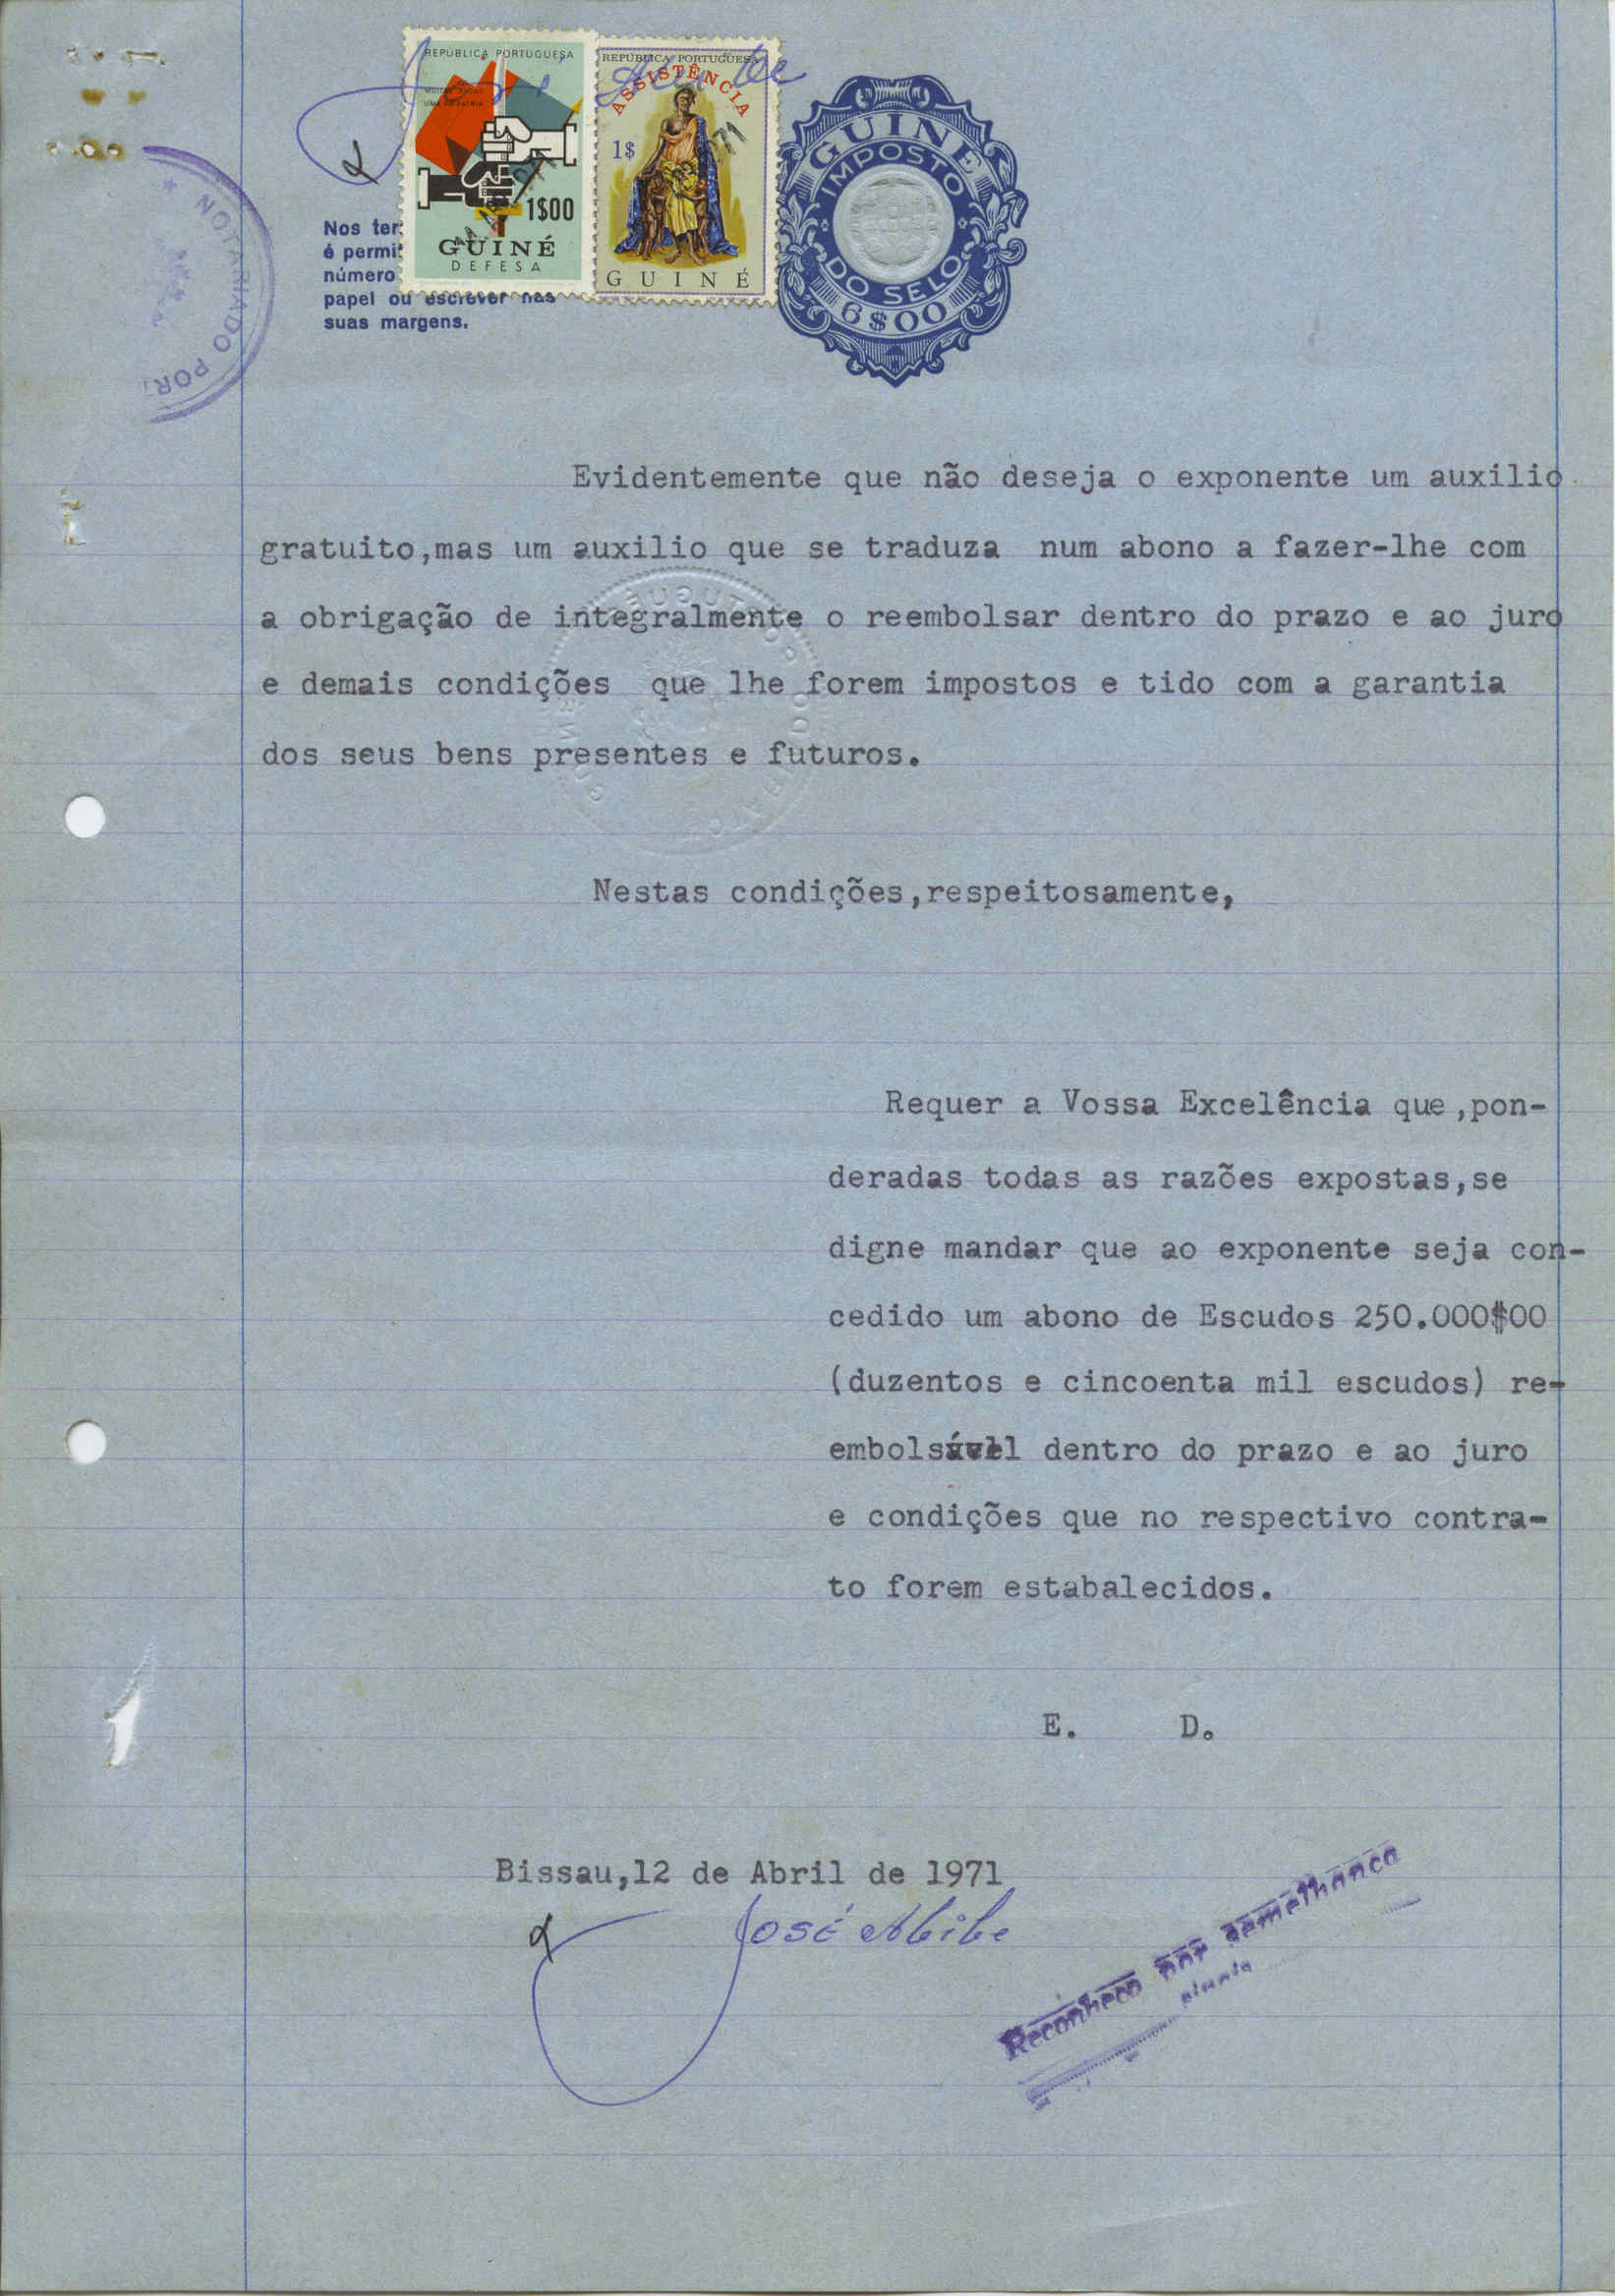 REPÚBLICA PORTUGUESA
1$00
GUINÉ
DEFESA
REPÚBLICA PORTUGUESA
ASSISTÊNCIA
1$
GUINÉ
GUINÉ
IMPOSTO
DO SELO
6$00
NOTARIADO POR
Nos ter
é permi
número
papel ou escrever nas
suas margens.
Evidentemente que não deseja o exponente um auxilio
gratuito,mas um auxilio que se traduza num abono a fazer-lhe com
a obrigação de integralmente o reembolsar dentro do prazo e ao juro
e demais condições que lhe forem impostos e tido com a garantia
dos seus bens presentes e futuros.
Nestas condições,respeitosamente,
Requer a Vossa Excelência que,pon-
deradas todas as razões expostas,se
digne mandar que ao exponente seja con-
cedido um abono de Escudos 250.000$00
(duzentos e cincoenta mil escudos) re-
embolsável dentro do prazo e ao juro
e condições que no respectivo contra-
to forem estabalecidos.
E. D.
Bissau,12 de Abril de 1971
José Abibe
Reconheço por semelhança